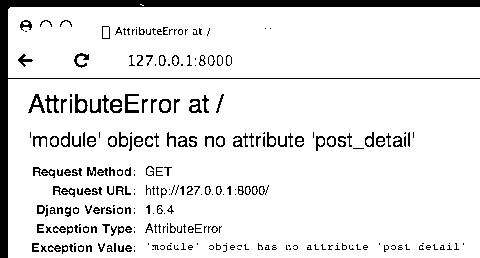 AttributeError at /
127.0.0.1:8000
AttributeError at /
'module' object has no attribute 'post_detail'
Request Method: GET
Request URL: http://127.0.0.1:8000/
Django Version: 1.6.4
Exception Type: AttributeError
Exception Value: 'module' object has no attribute 'post_detail'